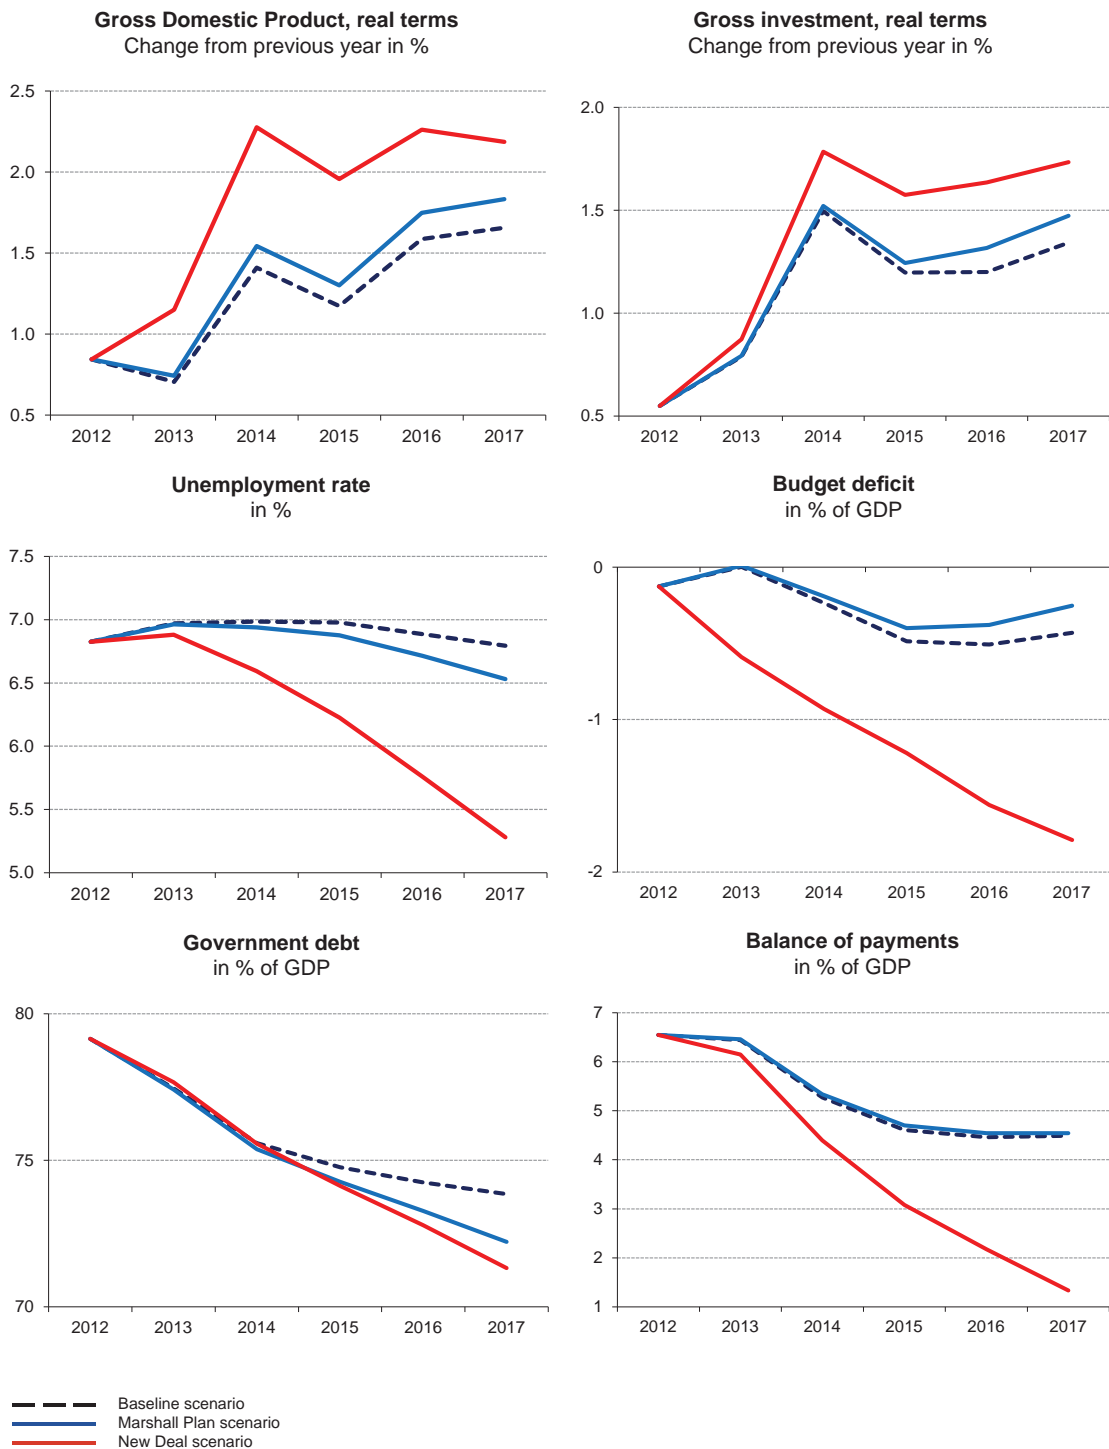 Gross Domestic Product, real terms
Change from previous year in %
2.5
2.0
1.5
1.0
0.5
2012 2013 2014 2015 2016 2017
Gross investment, real terms
Change from previous year in %
2.0
1.5
1.0
0.5
2012 2013 2014 2015 2016 2017
Unemployment rate
in %
7.5
7.0
6.5
6.0
5.5
5.0
2012 2013 2014 2015 2016 2017
Budget deficit
in % of GDP
0
-1
-2
2012 2013 2014 2015 2016 2017
Government debt
in % of GDP
80
75
70
2012 2013 2014 2015 2016 2017
Balance of payments
in % of GDP
7
6
5
4
3
2
1
2012 2013 2014 2015 2016 2017
Baseline scenario
Marshall Plan scenario
New Deal scenario